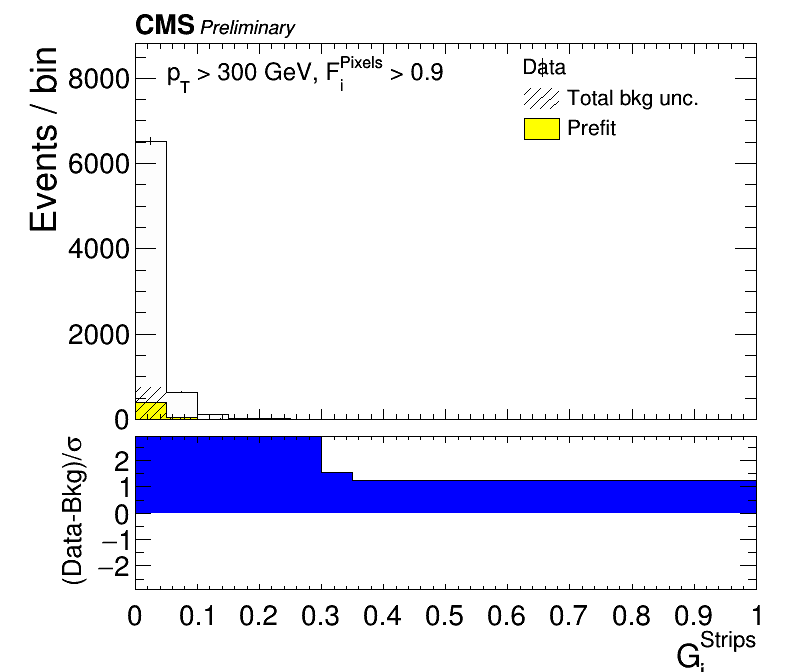 CMS Preliminary
Events / bin
8000
6000
4000
2000
0
p_T > 300 GeV, F_i^Pixels > 0.9
Data
Total bkg unc.
Prefit
(Data-Bkg)/σ
2
1
0
−1
−2
0 0.1 0.2 0.3 0.4 0.5 0.6 0.7 0.8 0.9 1
G_i^Strips